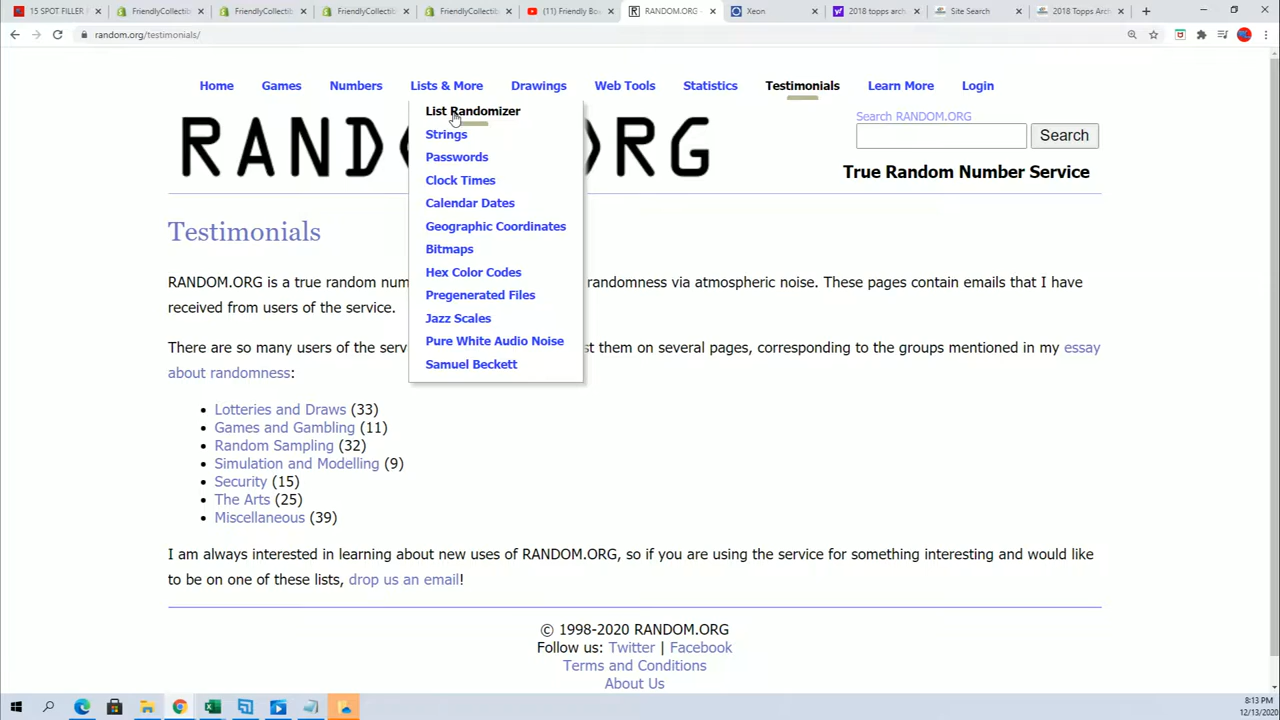 15 SPOT FILLER
FriendlyCollectib
FriendlyCollectib
FriendlyCollectib
FriendlyCollectib
(11) Friendly Bo
RANDOM.ORG -
Xeon
2018 topps arch
Site Search
2018 Topps Arch
random.org/testimonials/
Home
Games
Numbers
Lists & More
Drawings
Web Tools
Statistics
Testimonials
Learn More
Login
List Randomizer
Strings
Passwords
Clock Times
Calendar Dates
Geographic Coordinates
Bitmaps
Hex Color Codes
Pregenerated Files
Jazz Scales
Pure White Audio Noise
Samuel Beckett
RAND RG
Search RANDOM.ORG
Search
True Random Number Service
Testimonials
RANDOM.ORG is a true random num randomness via atmospheric noise. These pages contain emails that I have
received from users of the service.
There are so many users of the serv st them on several pages, corresponding to the groups mentioned in my essay
about randomness:
• Lotteries and Draws (33)
• Games and Gambling (11)
• Random Sampling (32)
• Simulation and Modelling (9)
• Security (15)
• The Arts (25)
• Miscellaneous (39)
I am always interested in learning about new uses of RANDOM.ORG, so if you are using the service for something interesting and would like
to be on one of these lists, drop us an email!
© 1998-2020 RANDOM.ORG
Follow us: Twitter | Facebook
Terms and Conditions
About Us
8:13 PM
12/13/2020